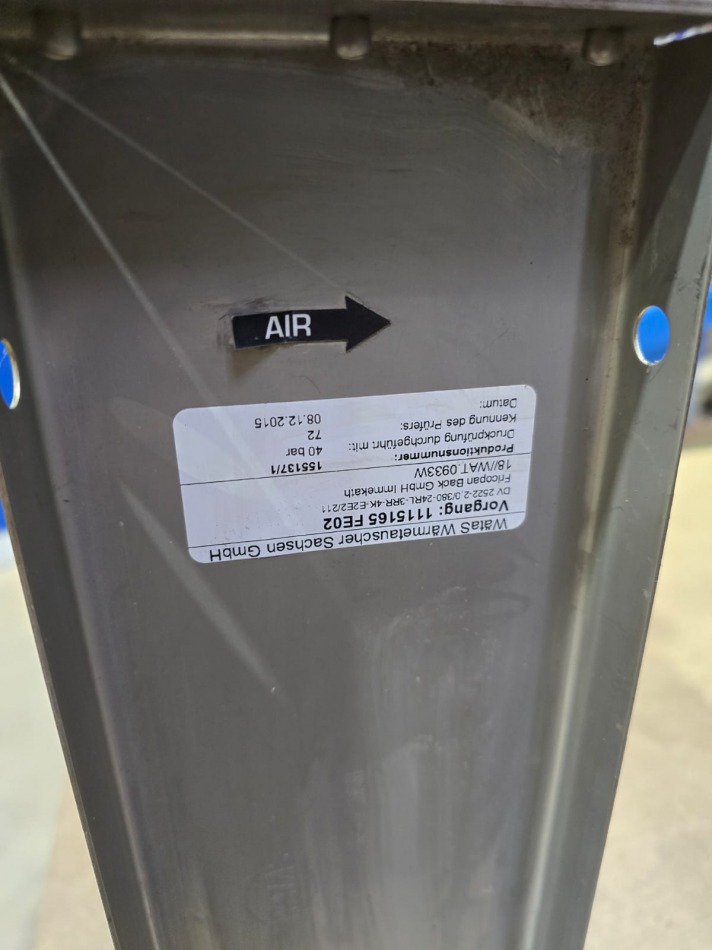 AIR
WätaS Wärmetauscher Sachsen GmbH
Vorgang: 1115165 FE02
DV 2522-2.0/380-24RL-3RR-4K-E2E2/211
Fricopan Back GmbH Immekath
18//WAT.0933W
Produktionsnummer: 155137/1
Druckprüfung durchgeführt mit: 40 bar
Kennung des Prüfers: 72
Datum: 08.12.2015